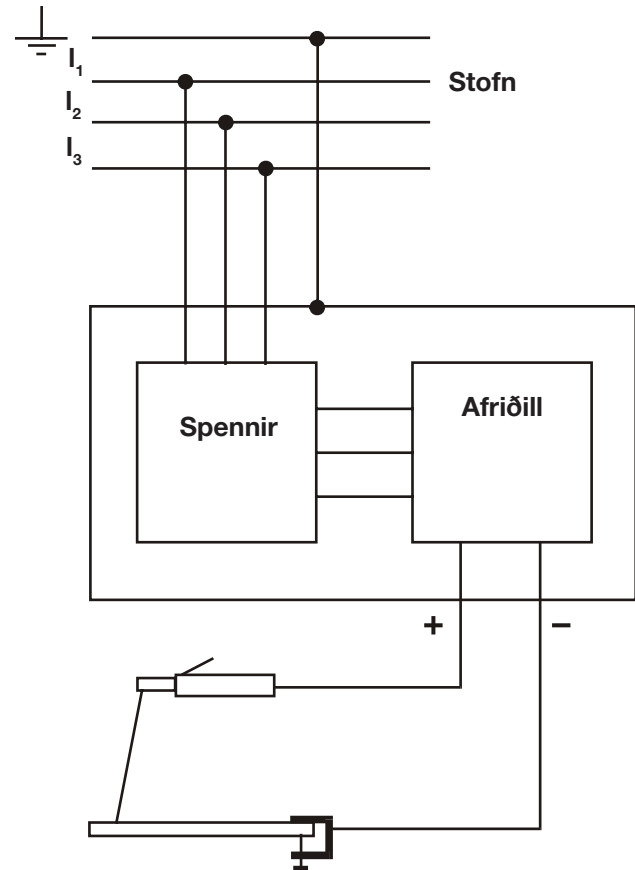 I₁
Stofn
I₂
I₃
Spennir
Afriðill
+ −